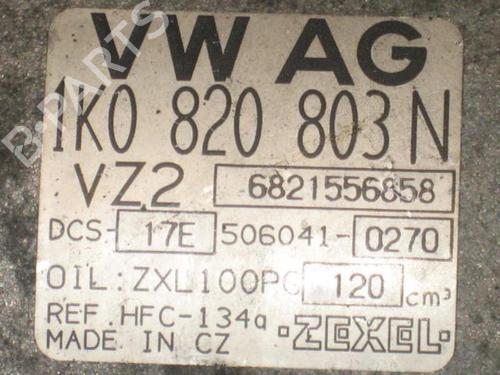 VW AG
1K0 820 803 N
VZ2 6821556858
DCS- 17E 506041- 0270
OIL: ZXL100PG 120 cm³
REF. HFC-134a ·ZEXEL·
MADE IN CZ
B-PARTS